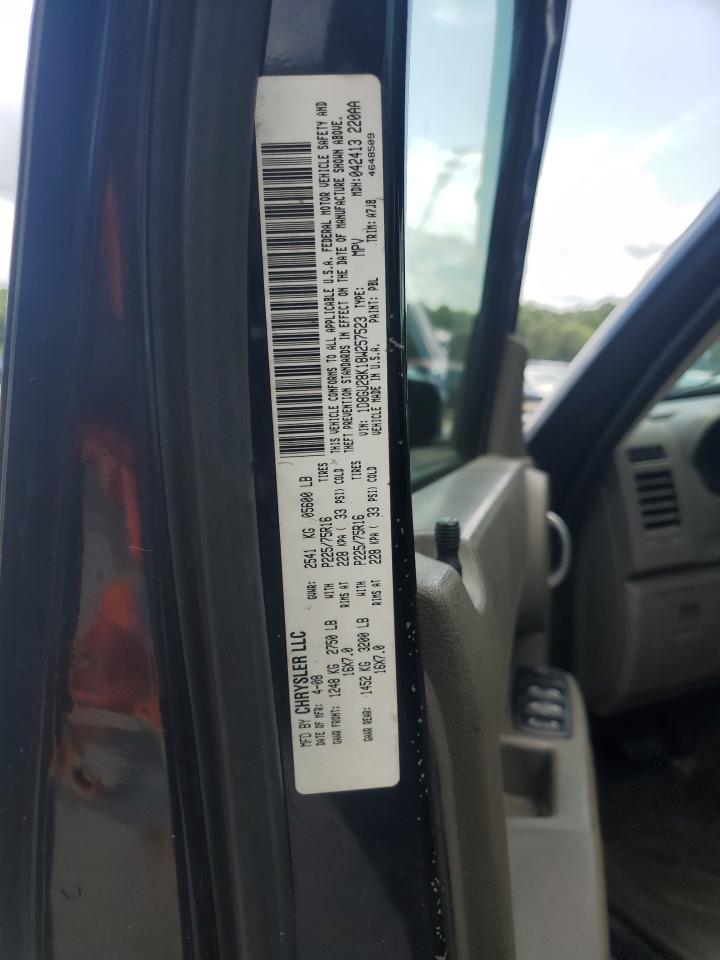 MFD BY CHRYSLER LLC
DATE OF MFR: 4-08
GVWR: 2541 KG 05600 LB
GAWR FRONT: 1248 KG 2750 LB WITH P225/75R16 TIRES
16X7.0 RIMS AT 228 KPA ( 33 PSI) COLD
GAWR REAR: 1452 KG 3200 LB WITH P225/75R16 TIRES
16X7.0 RIMS AT 228 KPA ( 33 PSI) COLD
THIS VEHICLE CONFORMS TO ALL APPLICABLE U.S.A. FEDERAL MOTOR VEHICLE SAFETY AND
THEFT PREVENTION STANDARDS IN EFFECT ON THE DATE OF MANUFACTURE SHOWN ABOVE.
VIN: 1D8GU28K18W257523 TYPE: MPV MDH:042413 220AA
VEHICLE MADE IN U.S.A. PAINT: PBL TRIM: A7J8 4648509